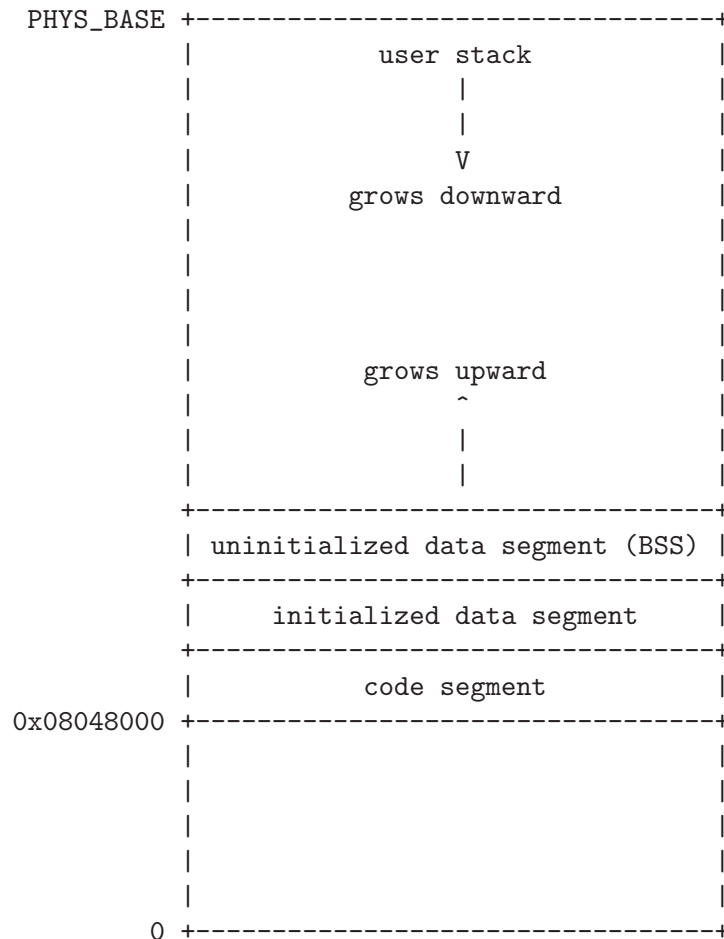 PHYS_BASE +----------------------------------+
| user stack |
| | |
| | |
| V |
| grows downward |
| |
| |
| |
| |
| grows upward |
| ^ |
| | |
| | |
+----------------------------------+
| uninitialized data segment (BSS) |
+----------------------------------+
| initialized data segment |
+----------------------------------+
| code segment |
0x08048000 +----------------------------------+
| |
| |
| |
| |
| |
0 +----------------------------------+